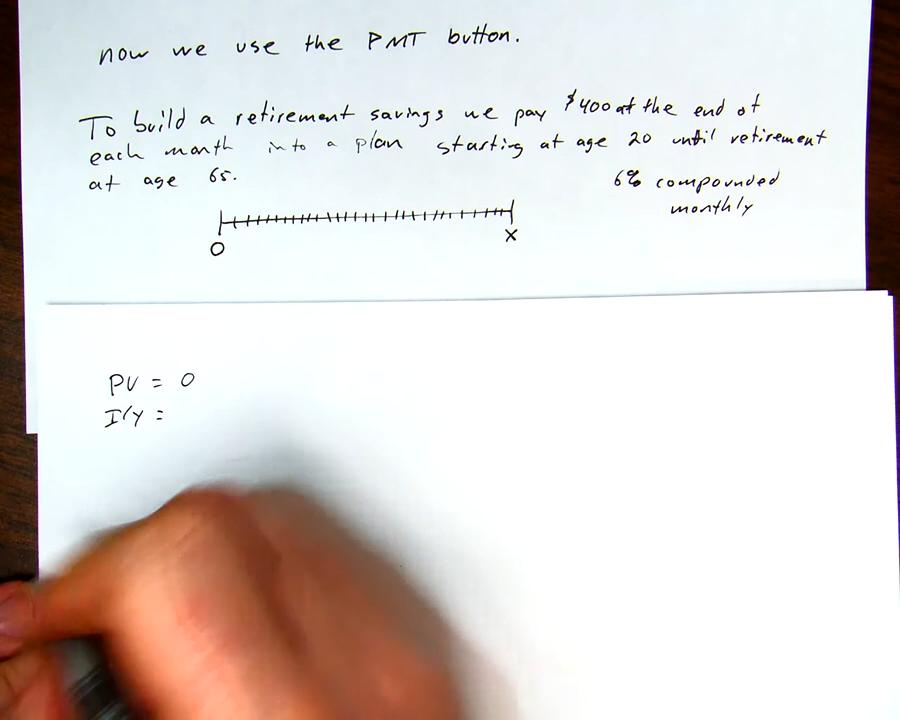 now we use the PMT button.
To build a retirement savings we pay $400 at the end of
each month into a plan starting at age 20 until retirement
at age 65.
6% compounded
monthly
0 X
PV = 0
I/Y =